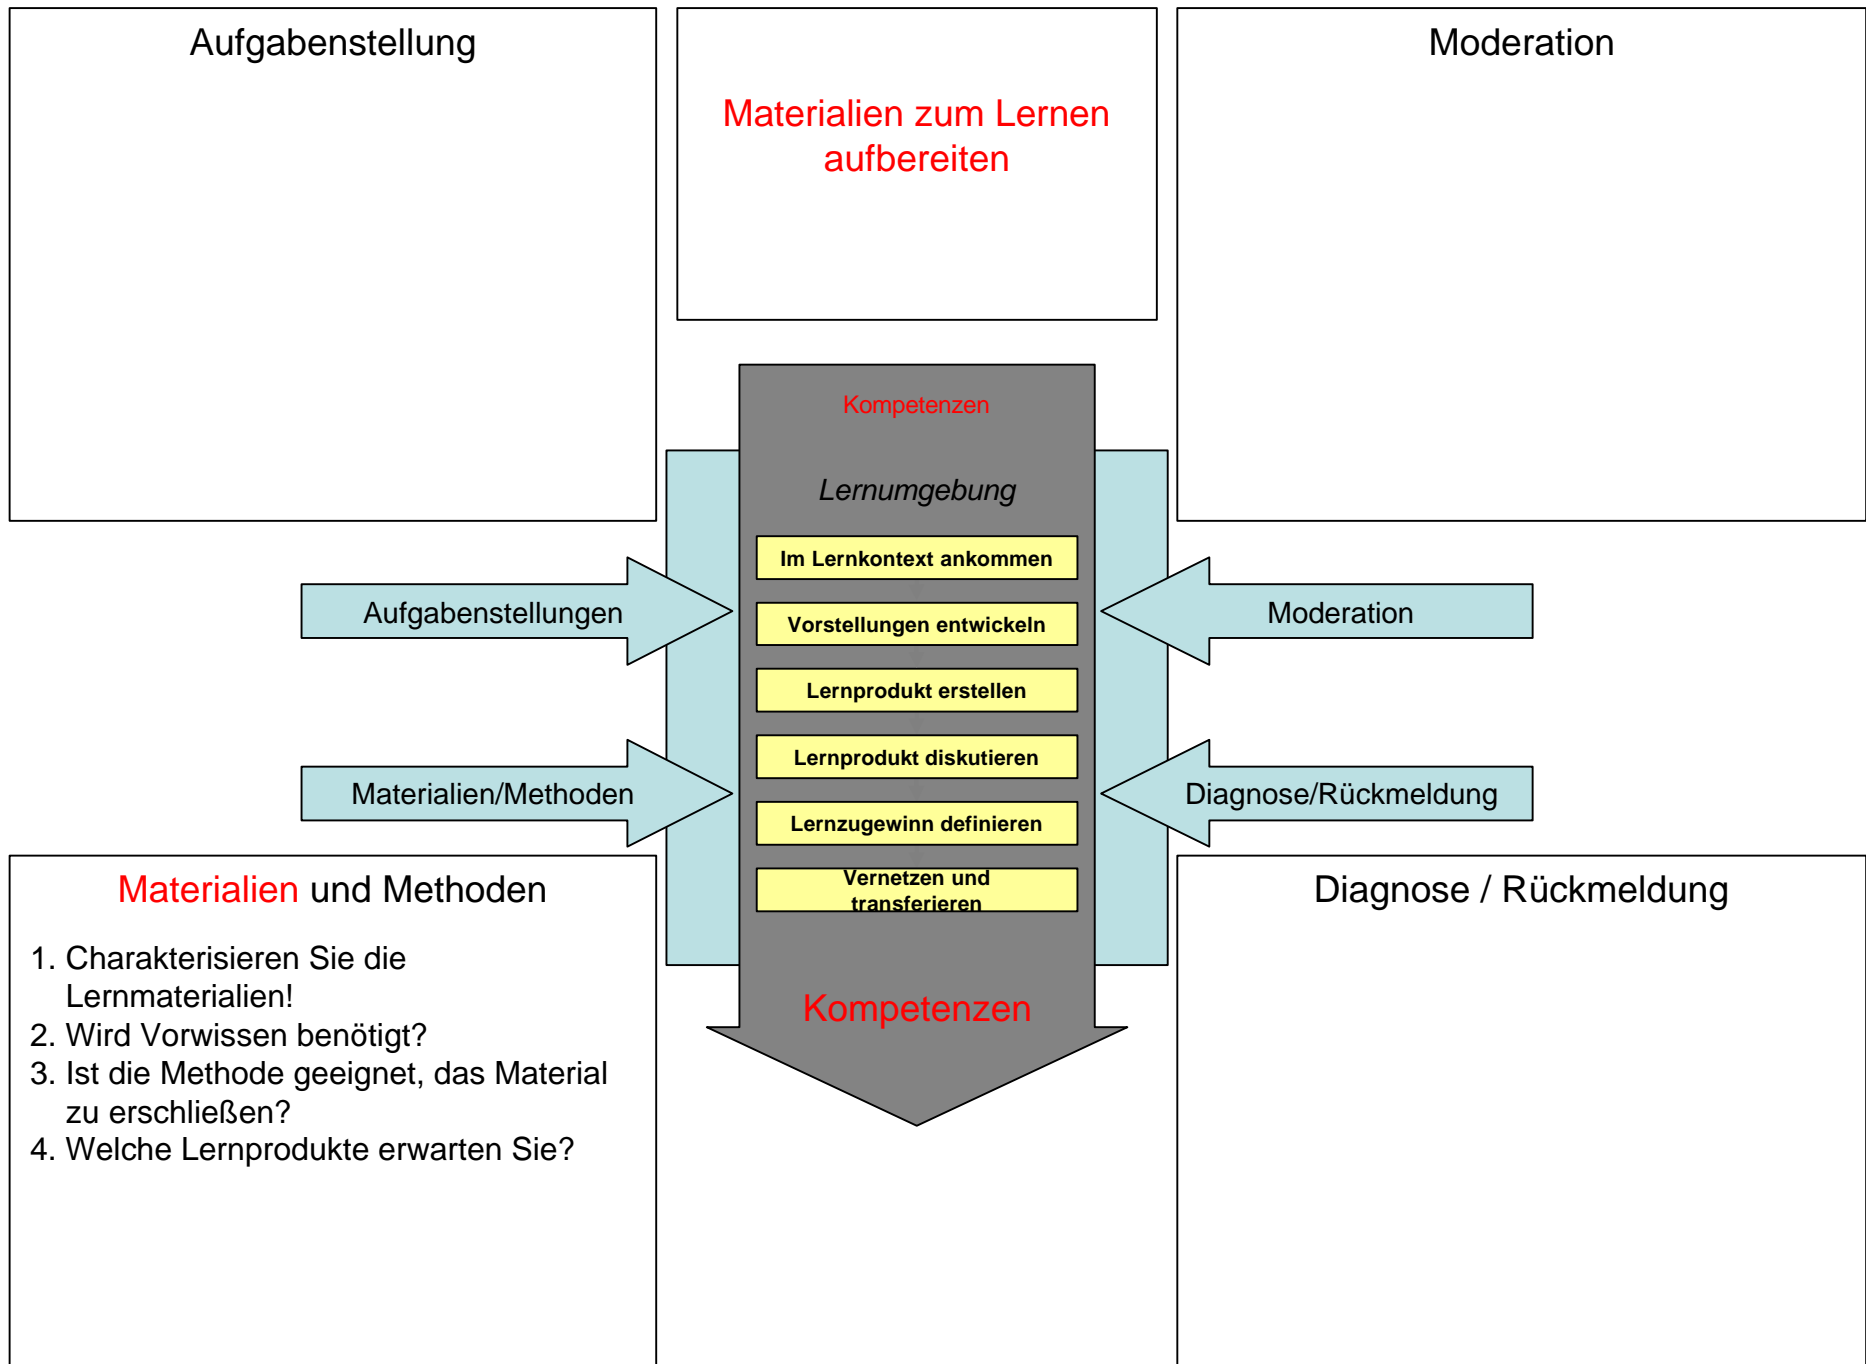 Aufgabenstellung
Materialien zum Lernen
aufbereiten
Moderation
Kompetenzen
Lernumgebung
Im Lernkontext ankommen
Vorstellungen entwickeln
Lernprodukt erstellen
Lernprodukt diskutieren
Lernzugewinn definieren
Vernetzen und
transferieren
Kompetenzen
Aufgabenstellungen
Moderation
Materialien/Methoden
Diagnose/Rückmeldung
Materialien und Methoden
1. Charakterisieren Sie die
Lernmaterialien!
2. Wird Vorwissen benötigt?
3. Ist die Methode geeignet, das Material
zu erschließen?
4. Welche Lernprodukte erwarten Sie?
Diagnose / Rückmeldung